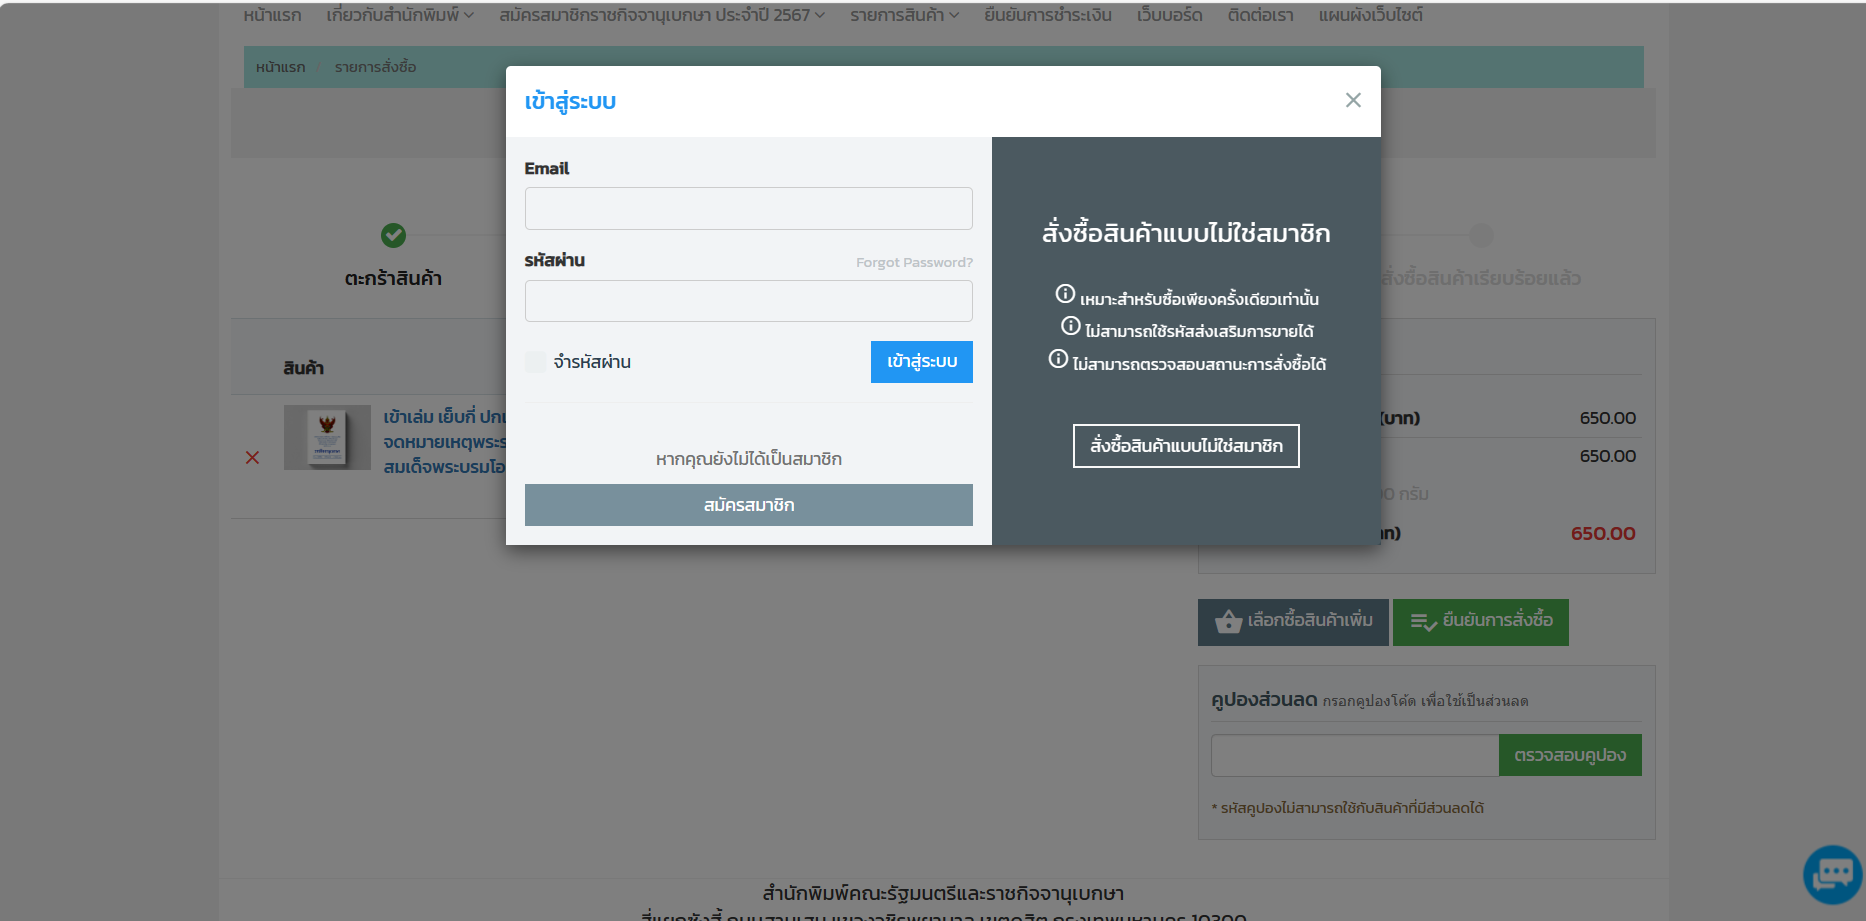 หน้าแรก เกี่ยวกับสำนักพิมพ์ สมัครสมาชิกราชกิจจานุเบกษา ประจำปี 2567 รายการสินค้า ยืนยันการชำระเงิน เว็บบอร์ด ติดต่อเรา แผนผังเว็บไซต์
หน้าแรก / รายการสั่งซื้อ
เข้าสู่ระบบ
Email
รหัสผ่าน Forgot Password?
จำรหัสผ่าน เข้าสู่ระบบ
หากคุณยังไม่ได้เป็นสมาชิก
สมัครสมาชิก
สั่งซื้อสินค้าแบบไม่ใช่สมาชิก
เหมาะสำหรับซื้อเพียงครั้งเดียวเท่านั้น
ไม่สามารถใช้รหัสส่งเสริมการขายได้
ไม่สามารถตรวจสอบสถานะการสั่งซื้อได้
สั่งซื้อสินค้าแบบไม่ใช่สมาชิก
ตะกร้าสินค้า
สั่งซื้อสินค้าเรียบร้อยแล้ว
สินค้า
เข้าเล่ม เย็บกี่
จดหมายเหตุพระ
สมเด็จพระบรมโอ
(บาท) 650.00
650.00
กรัม
650.00
เลือกซื้อสินค้าเพิ่ม ยืนยันการสั่งซื้อ
คูปองส่วนลด กรอกคูปองโค้ด เพื่อใช้เป็นส่วนลด
ตรวจสอบคูปอง
* รหัสคูปองไม่สามารถใช้กับสินค้าที่มีส่วนลดได้
สำนักพิมพ์คณะรัฐมนตรีและราชกิจจานุเบกษา